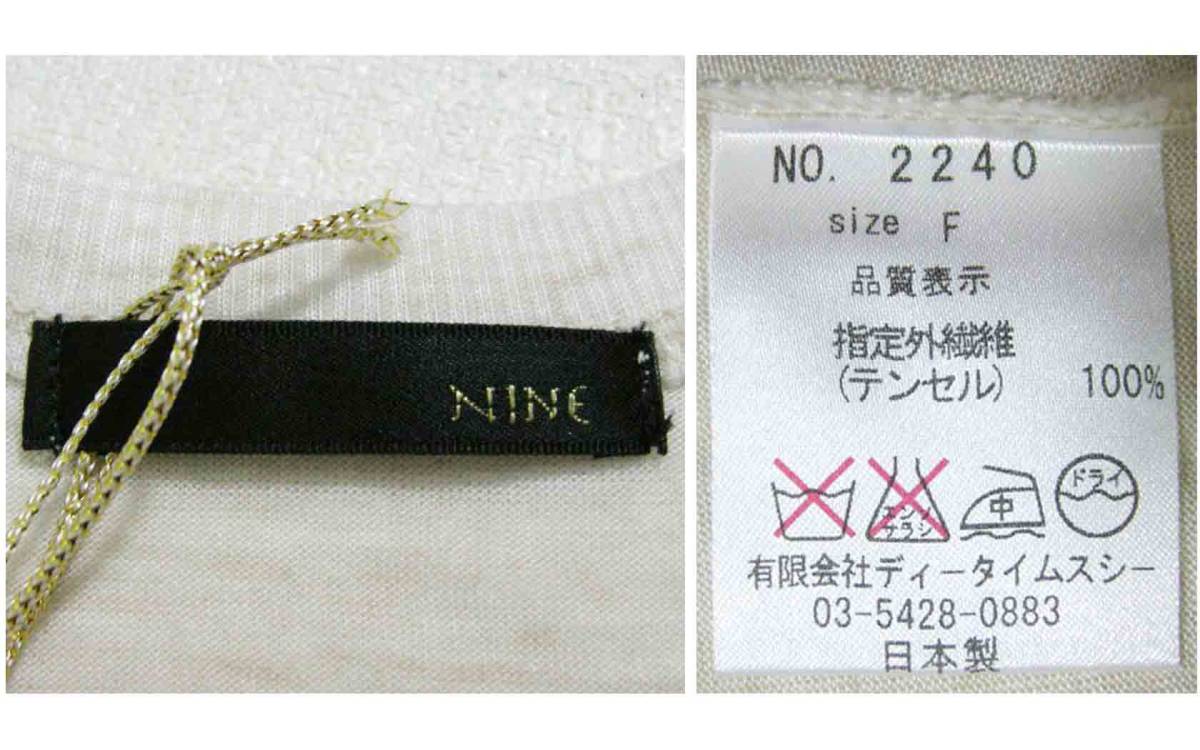 NINE
NO. 2240
size F
品質表示
指定外繊維
(テンセル) 100%
エンソ
サラシ
中
ドライ
有限会社ディータイムスシー
03-5428-0883
日本製